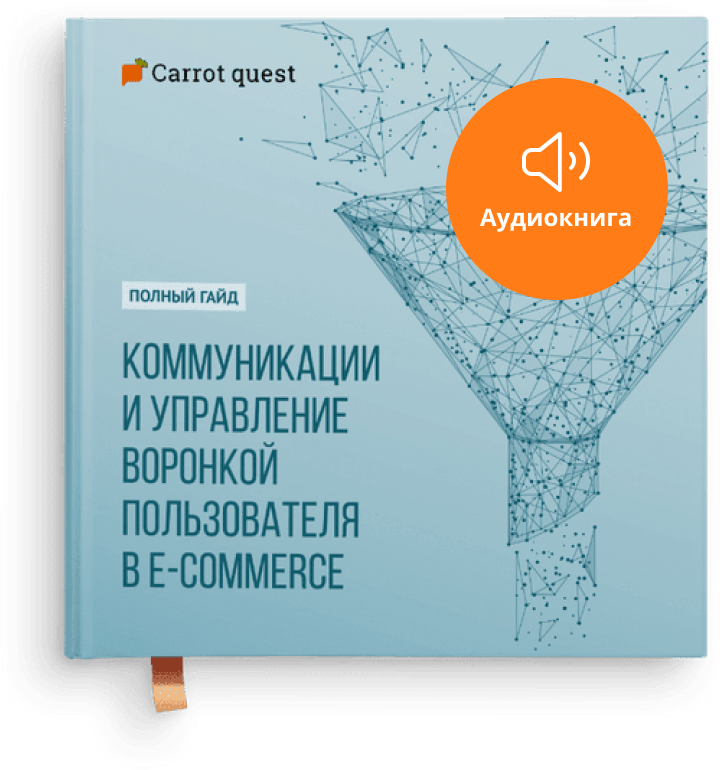 Carrot quest
Аудиокнига
ПОЛНЫЙ ГАЙД
КОММУНИКАЦИИ
И УПРАВЛЕНИЕ
ВОРОНКОЙ
ПОЛЬЗОВАТЕЛЯ
В E-COMMERCE